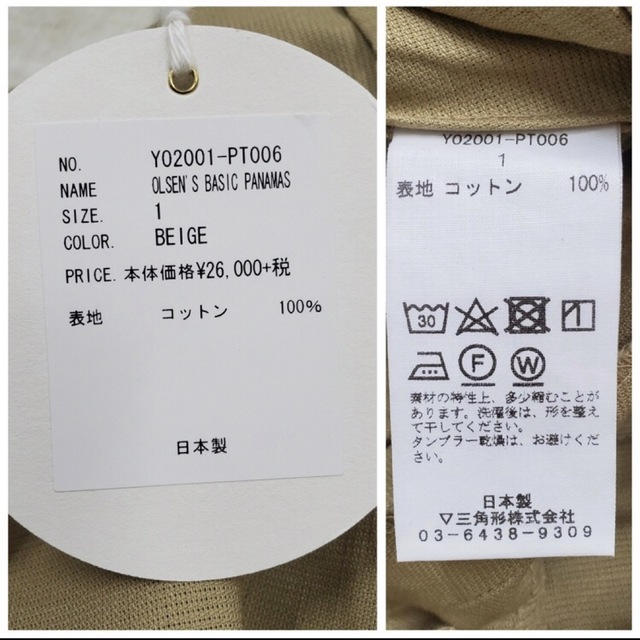 NO. Y02001-PT006
NAME OLSEN'S BASIC PANAMAS
SIZE. 1
COLOR. BEIGE
PRICE. 本体価格¥26,000+税
表地 コットン 100%
日本製
Y02001-PT006
1
表地 コットン 100%
30
F W
素材の特性上、多少縮むことが
あります。洗濯後は、形を整え
て干してください。
タンブラー乾燥は、お避けくだ
さい。
日本製
▽三角形株式会社
03-6438-9309